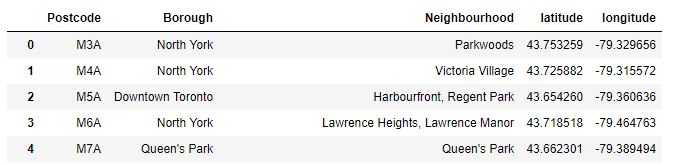 Postcode Borough Neighbourhood latitude longitude
0 M3A North York Parkwoods 43.753259 -79.329656
1 M4A North York Victoria Village 43.725882 -79.315572
2 M5A Downtown Toronto Harbourfront, Regent Park 43.654260 -79.360636
3 M6A North York Lawrence Heights, Lawrence Manor 43.718518 -79.464763
4 M7A Queen's Park Queen's Park 43.662301 -79.389494